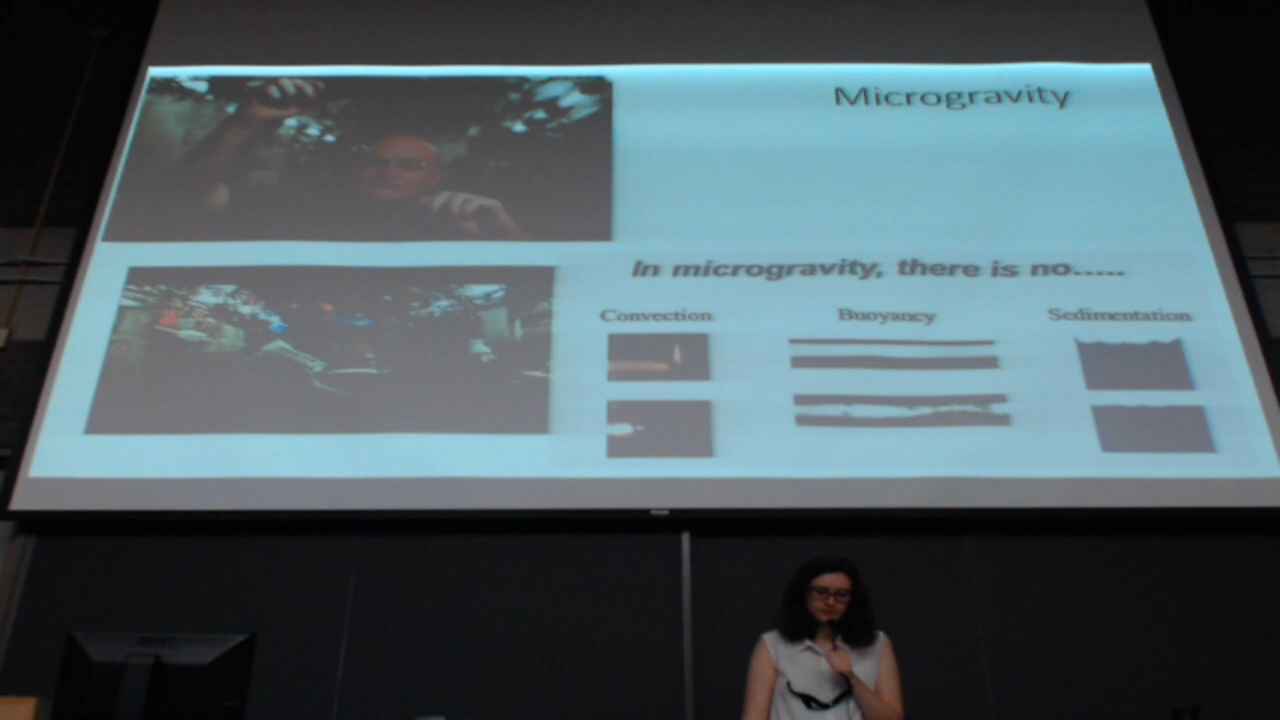 Microgravity
In microgravity, there is no.....
Convection Buoyancy Sedimentation